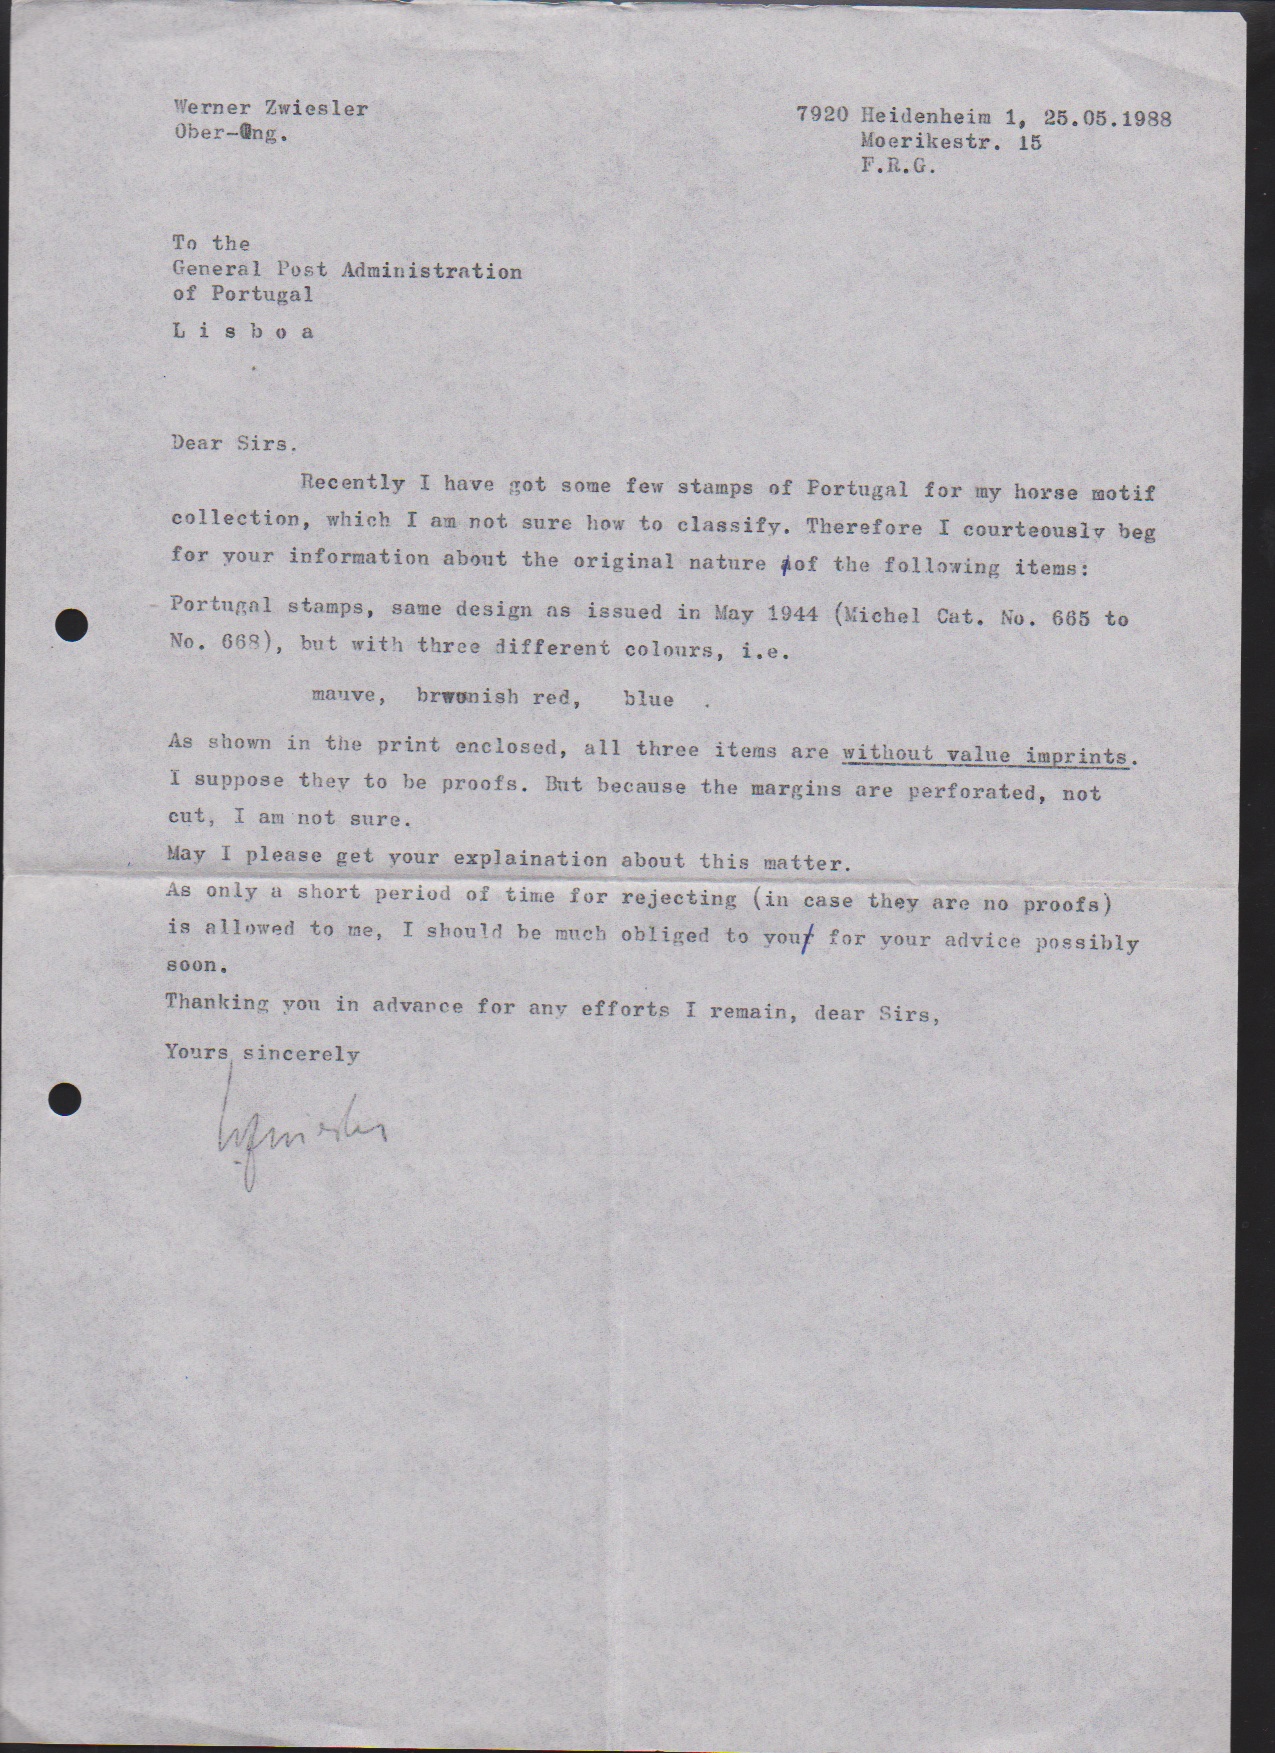 Werner Zwiesler
Ober-Ing.
7920 Heidenheim 1, 25.05.1988
Moerikestr. 15
F.R.G.
To the
General Post Administration
of Portugal
L i s b o a
Dear Sirs.
Recently I have got some few stamps of Portugal for my horse motif
collection, which I am not sure how to classify. Therefore I courteously beg
for your information about the original nature of the following items:
Portugal stamps, same design as issued in May 1944 (Michel Cat. No. 665 to
No. 668), but with three different colours, i.e.
mauve, brwonish red, blue .
As shown in the print enclosed, all three items are without value imprints.
I suppose they to be proofs. But because the margins are perforated, not
cut, I am not sure.
May I please get your explaination about this matter.
As only a short period of time for rejecting (in case they are no proofs)
is allowed to me, I should be much obliged to you for your advice possibly
soon.
Thanking you in advance for any efforts I remain, dear Sirs,
Yours sincerely